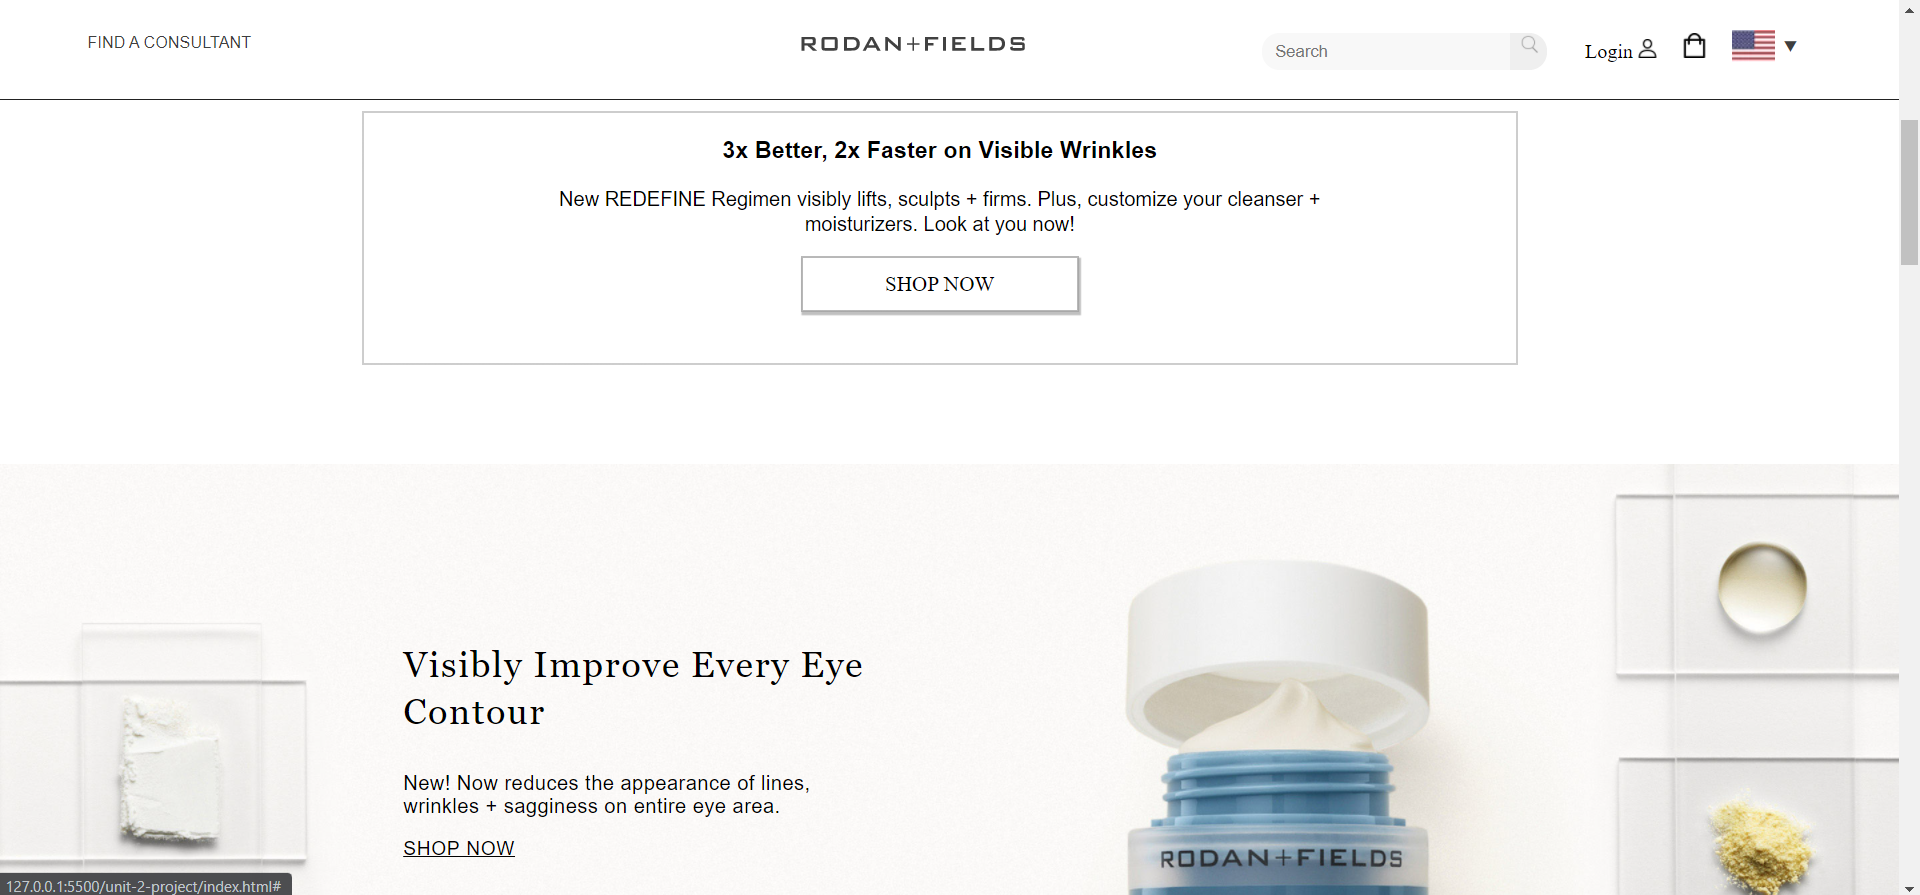 FIND A CONSULTANT
RODAN+FIELDS
Search
Login
3x Better, 2x Faster on Visible Wrinkles
New REDEFINE Regimen visibly lifts, sculpts + firms. Plus, customize your cleanser +
moisturizers. Look at you now!
SHOP NOW
Visibly Improve Every Eye
Contour
New! Now reduces the appearance of lines,
wrinkles + sagginess on entire eye area.
SHOP NOW
RODAN+FIELDS
127.0.0.1:5500/unit-2-project/index.html#